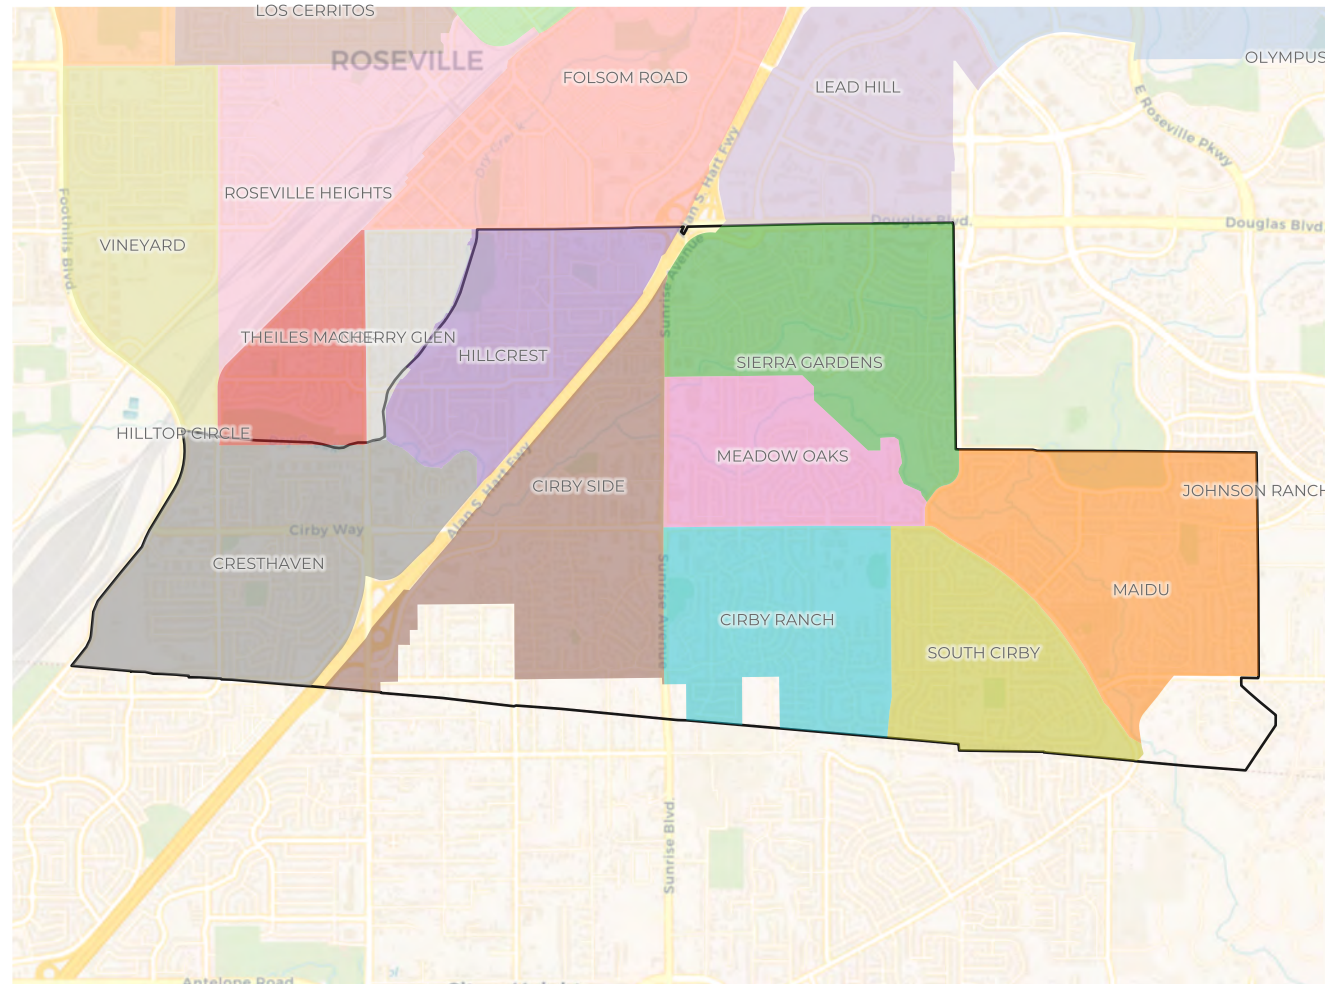 LOS CERRITOS
ROSEVILLE
FOLSOM ROAD
LEAD HILL
OLYMPUS
E Roseville Pkwy
Alan S. Hart Fwy
ROSEVILLE HEIGHTS
Foothills Blvd
VINEYARD
Douglas Blvd.
Douglas Blvd.
Sunrise Avenue
THEILES MA
CHERRY GLEN
HILLCREST
SIERRA GARDENS
HILLTOP CIRCLE
MEADOW OAKS
CIRBY SIDE
JOHNSON RANCH
Alan S. Hart Fwy
Cirby Way
CRESTHAVEN
MAIDU
Sunrise Avenue
CIRBY RANCH
SOUTH CIRBY
Sunrise Blvd.
Antelope Road